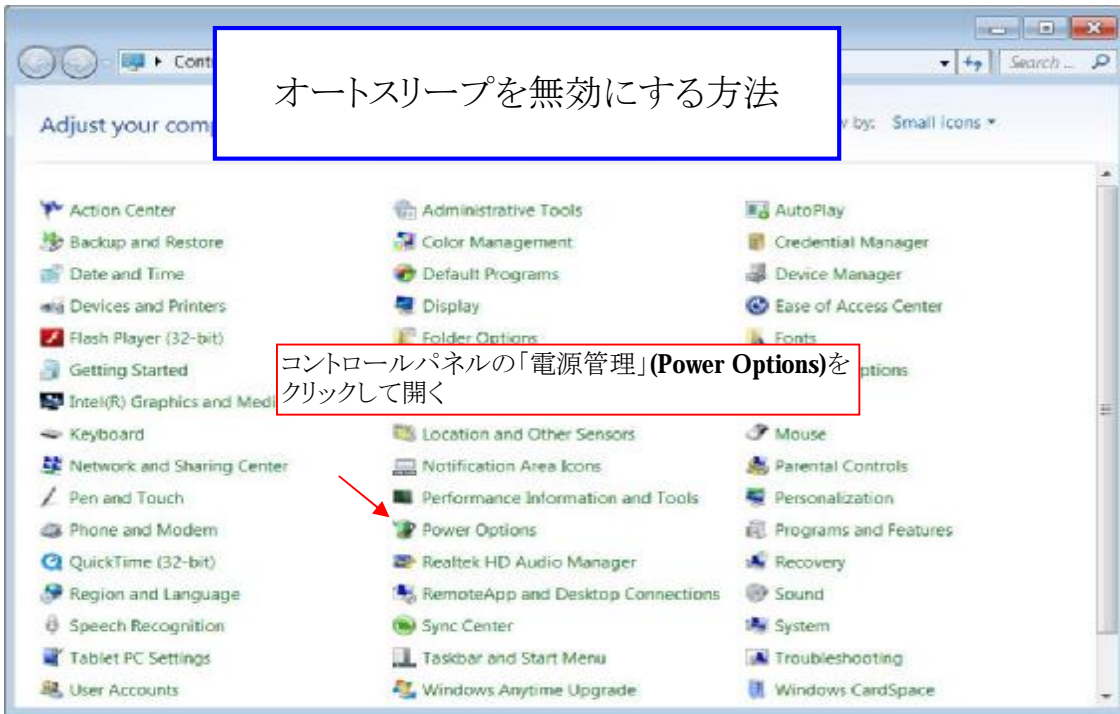 オートスリープを無効にする方法
Cont
Search ...
Adjust your comp
by: Small icons
Action Center
Administrative Tools
AutoPlay
Backup and Restore
Color Management
Credential Manager
Date and Time
Default Programs
Device Manager
Devices and Printers
Display
Ease of Access Center
Flash Player (32-bit)
Folder Options
Fonts
コントロールパネルの「電源管理」(Power Options)を
クリックして開く
Getting Started
ptions
Intel(R) Graphics and Medi
Keyboard
Location and Other Sensors
Mouse
Network and Sharing Center
Notification Area Icons
Parental Controls
Pen and Touch
Performance Information and Tools
Personalization
Phone and Modem
Power Options
Programs and Features
QuickTime (32-bit)
Realtek HD Audio Manager
Recovery
Region and Language
RemoteApp and Desktop Connections
Sound
Speech Recognition
Sync Center
System
Tablet PC Settings
Taskbar and Start Menu
Troubleshooting
User Accounts
Windows Anytime Upgrade
Windows CardSpace